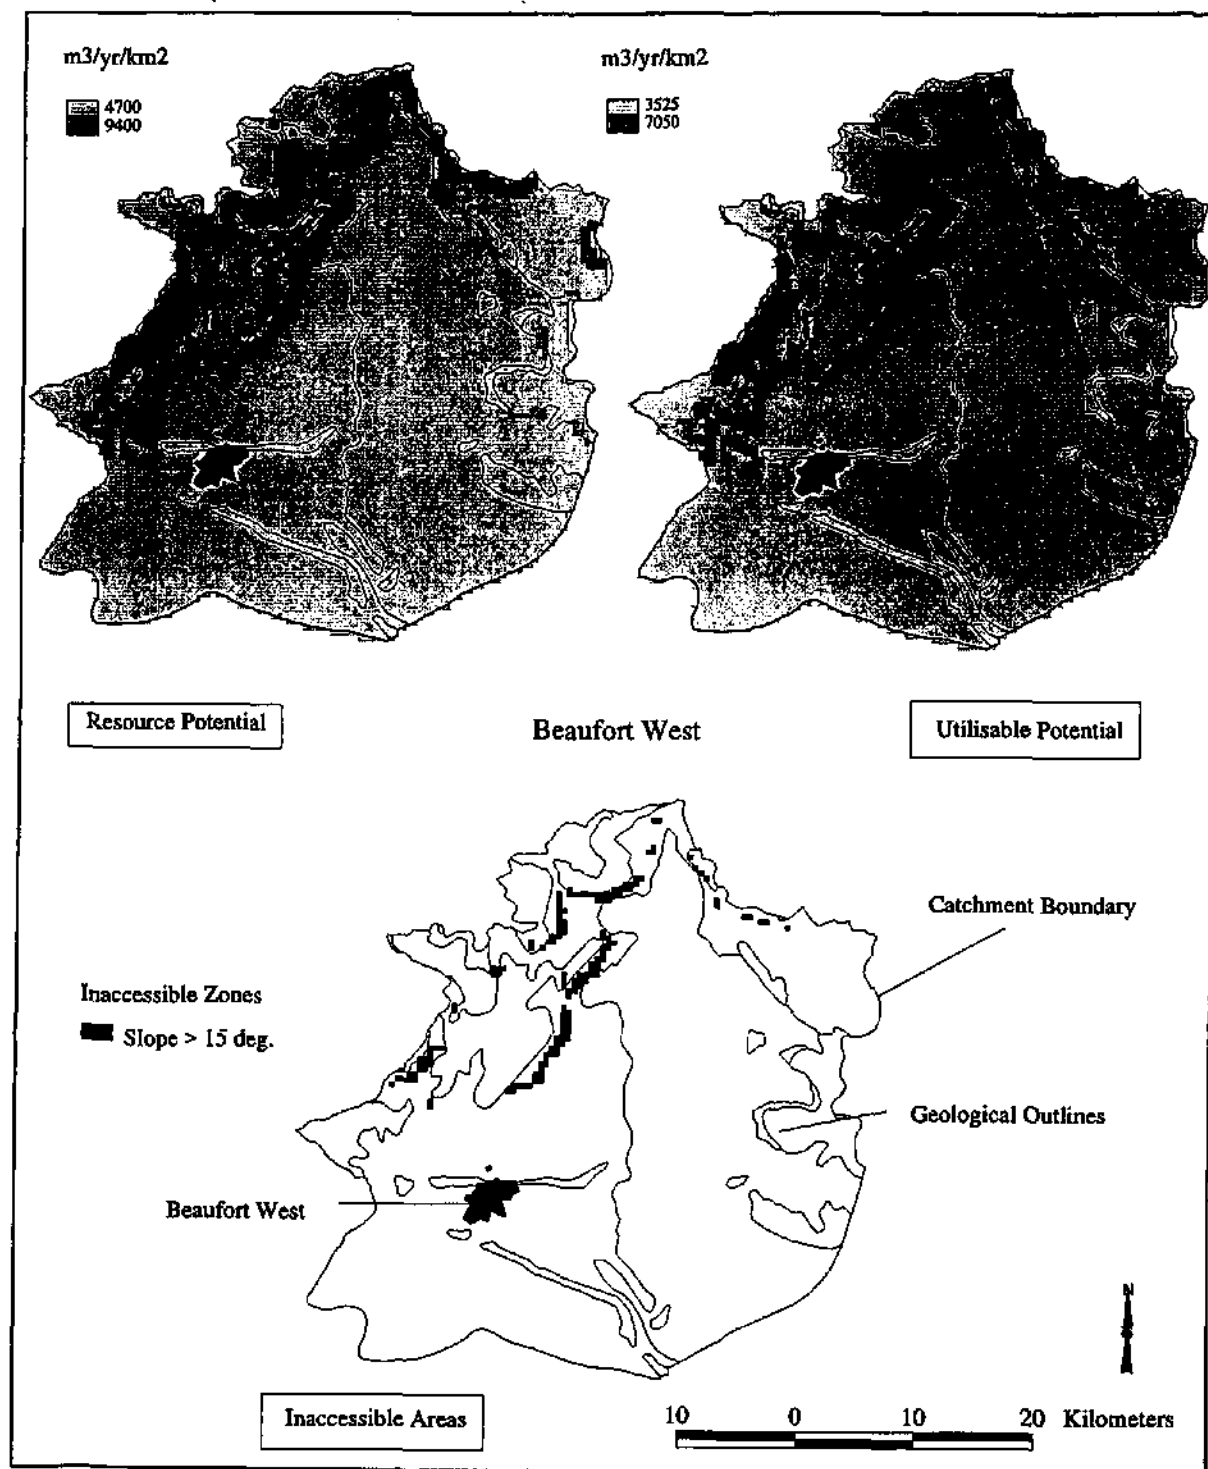 m3/yr/km2
4700
9400
m3/yr/km2
3525
7050
Resource Potential
Beaufort West
Utilisable Potential
Catchment Boundary
Inaccessible Zones
Slope > 15 deg.
Geological Outlines
Beaufort West
N
Inaccessible Areas
10 0 10 20 Kilometers